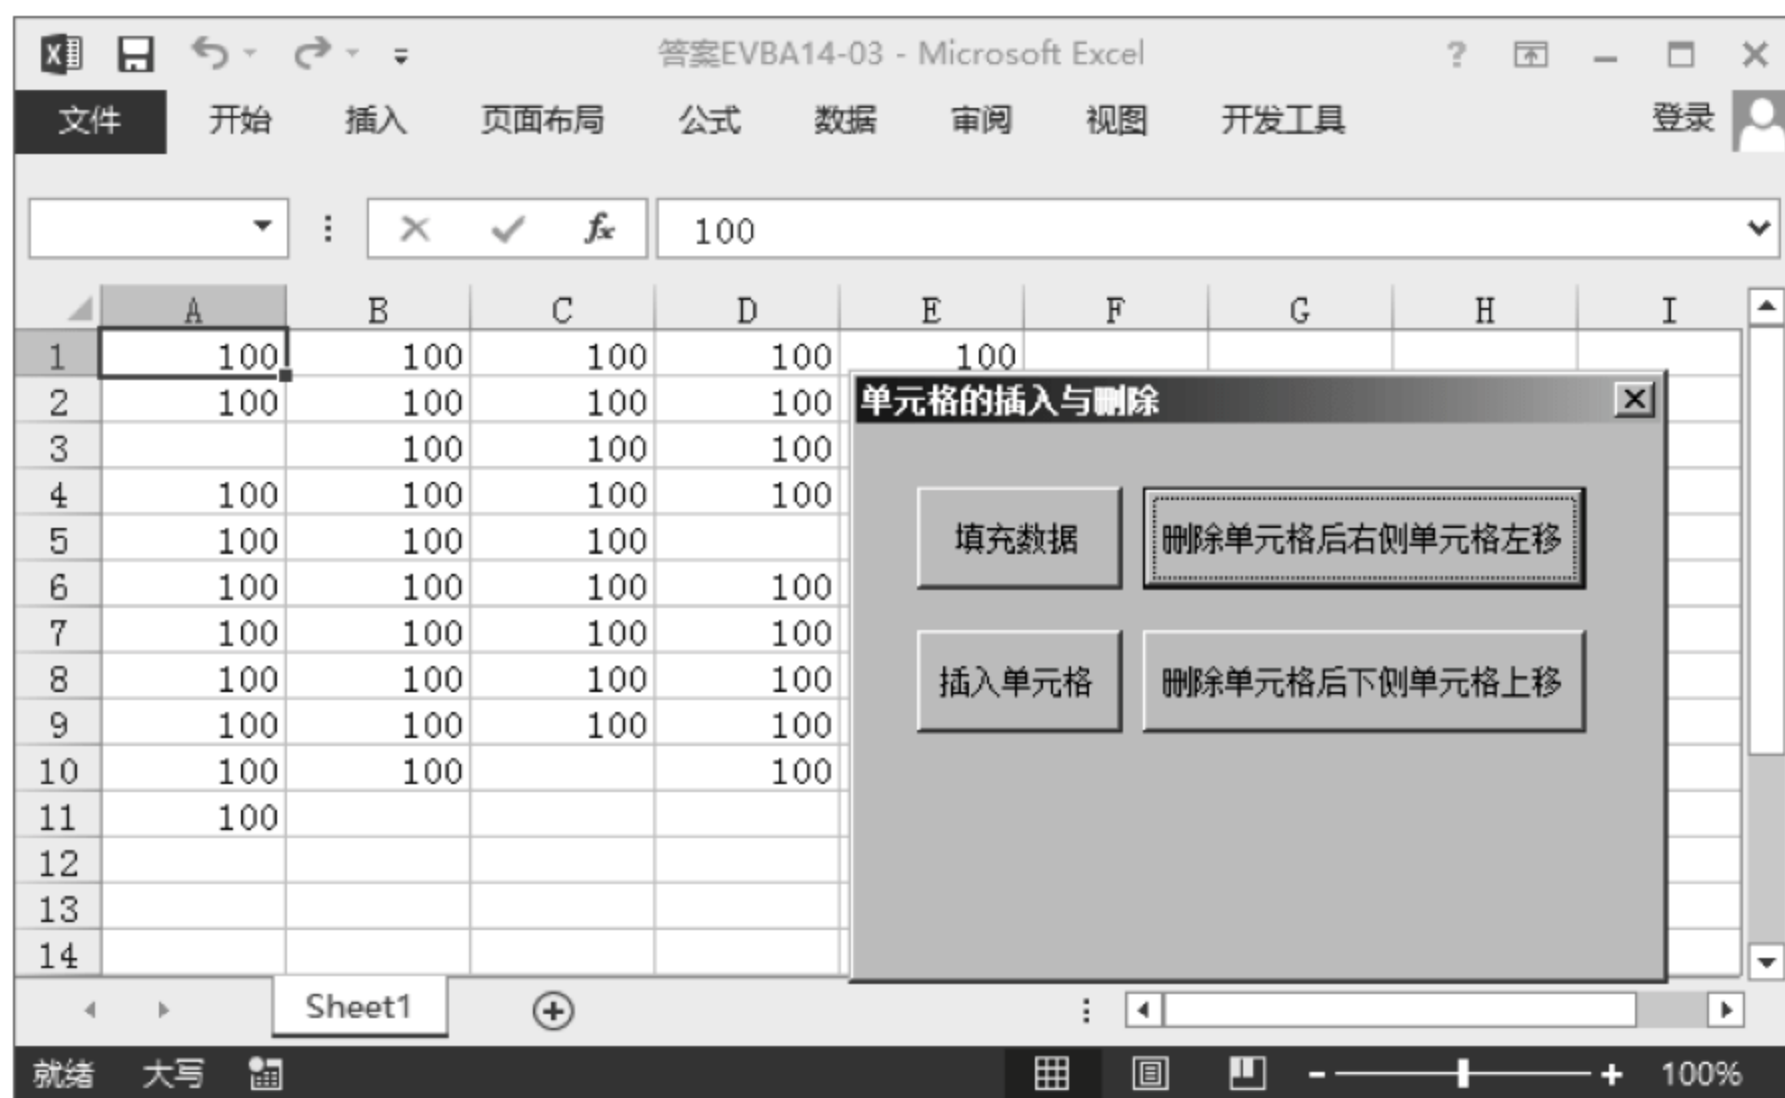 答案EVBA14-03 - Microsoft Excel
文件 开始 插入 页面布局 公式 数据 审阅 视图 开发工具 登录
fx 100
A B C D E F G H I
1 100 100 100 100 100
2 100 100 100 100
3 100 100 100
4 100 100 100 100
5 100 100 100
6 100 100 100 100
7 100 100 100 100
8 100 100 100 100
9 100 100 100 100
10 100 100 100
11 100
12
13
14
单元格的插入与删除
填充数据 删除单元格后右侧单元格左移
插入单元格 删除单元格后下侧单元格上移
Sheet1
就绪 大写 100%